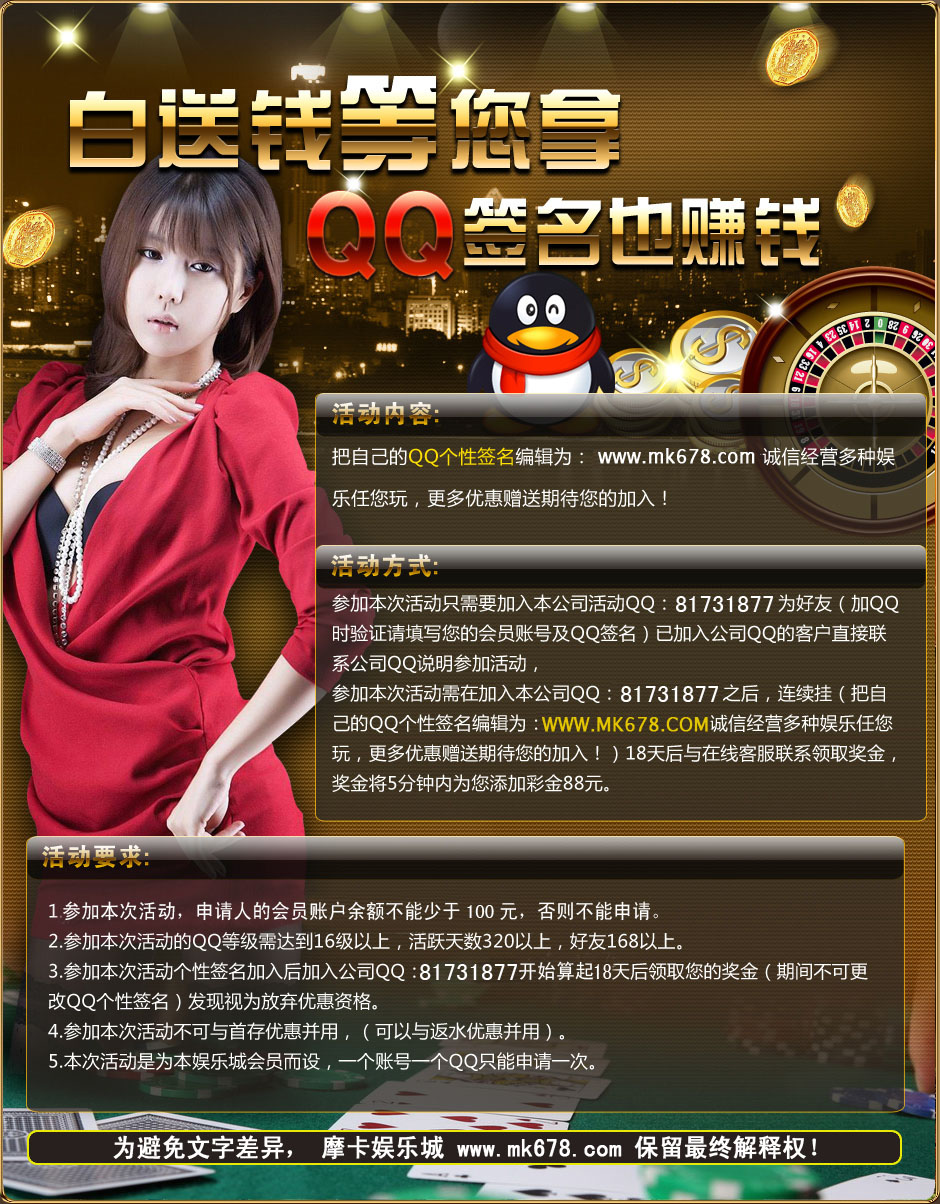 白送钱等您拿
QQ签名也赚钱
活动内容:
把自己的QQ个性签名编辑为： www.mk678.com 诚信经营多种娱
乐任您玩，更多优惠赠送期待您的加入！
活动方式:
参加本次活动只需要加入本公司活动QQ：81731877为好友（加QQ
时验证请填写您的会员账号及QQ签名）已加入公司QQ的客户直接联
系公司QQ说明参加活动，
参加本次活动需在加入本公司QQ：81731877之后，连续挂（把自
己的QQ个性签名编辑为：WWW.MK678.COM诚信经营多种娱乐任您
玩，更多优惠赠送期待您的加入！）18天后与在线客服联系领取奖金，
奖金将5分钟内为您添加彩金88元。
活动要求:
1.参加本次活动，申请人的会员账户余额不能少于 100 元，否则不能申请。
2.参加本次活动的QQ等级需达到16级以上，活跃天数320以上，好友168以上。
3.参加本次活动个性签名加入后加入公司QQ：81731877开始算起18天后领取您的奖金（期间不可更
改QQ个性签名）发现视为放弃优惠资格。
4.参加本次活动不可与首存优惠并用，（可以与返水优惠并用）。
5.本次活动是为本娱乐城会员而设，一个账号一个QQ只能申请一次。
为避免文字差异， 摩卡娱乐城 www.mk678.com 保留最终解释权！